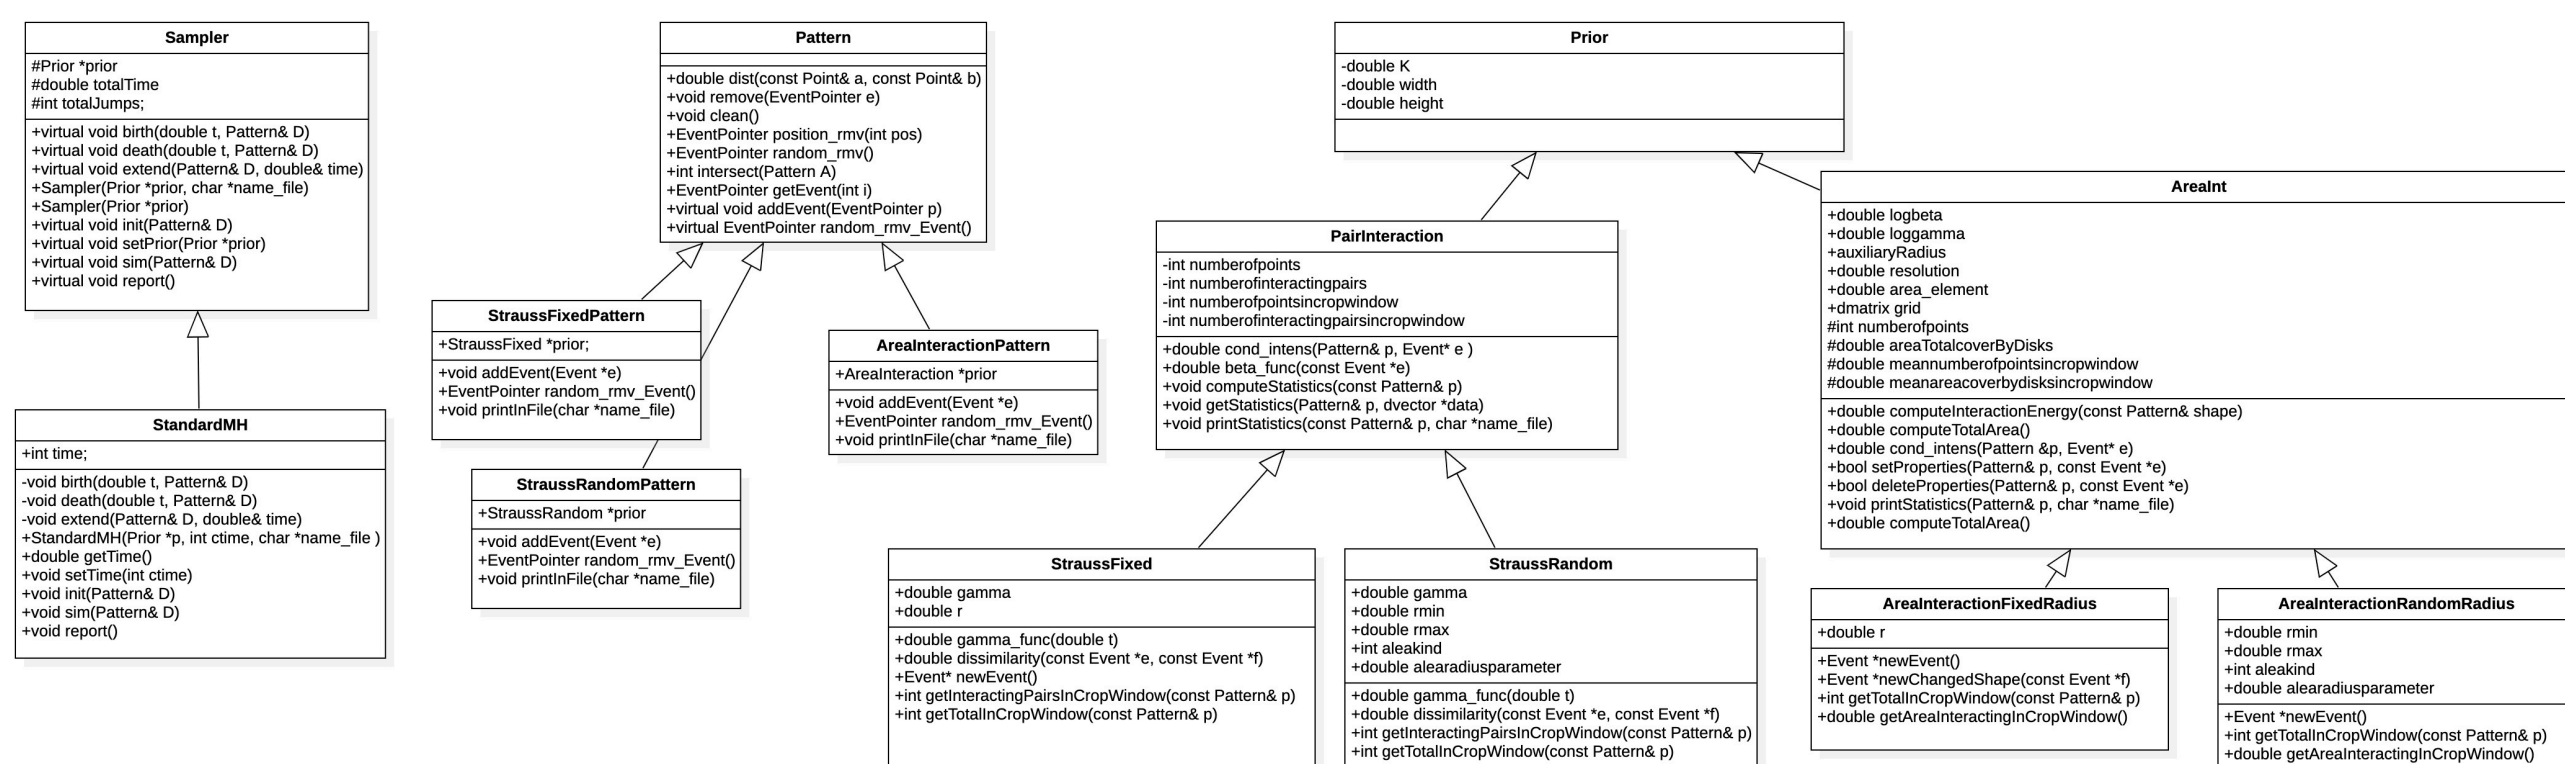 Sampler
#Prior *prior
#double totalTime
#int totalJumps;
+virtual void birth(double t, Pattern& D)
+virtual void death(double t, Pattern& D)
+virtual void extend(Pattern& D, double& time)
+Sampler(Prior *prior, char *name_file)
+Sampler(Prior *prior)
+virtual void init(Pattern& D)
+virtual void setPrior(Prior *prior)
+virtual void sim(Pattern& D)
+virtual void report()
StandardMH
+int time;
-void birth(double t, Pattern& D)
-void death(double t, Pattern& D)
-void extend(Pattern& D, double& time)
+StandardMH(Prior *p, int ctime, char *name_file )
+double getTime()
+void setTime(int ctime)
+void init(Pattern& D)
+void sim(Pattern& D)
+void report()
Pattern
+double dist(const Point& a, const Point& b)
+void remove(EventPointer e)
+void clean()
+EventPointer position_rmv(int pos)
+EventPointer random_rmv()
+int intersect(Pattern A)
+EventPointer getEvent(int i)
+virtual void addEvent(EventPointer p)
+virtual EventPointer random_rmv_Event()
StraussFixedPattern
+StraussFixed *prior;
+void addEvent(Event *e)
+EventPointer random_rmv_Event()
+void printInFile(char *name_file)
StraussRandomPattern
+StraussRandom *prior
+void addEvent(Event *e)
+EventPointer random_rmv_Event()
+void printInFile(char *name_file)
AreaInteractionPattern
+AreaInteraction *prior
+void addEvent(Event *e)
+EventPointer random_rmv_Event()
+void printInFile(char *name_file)
Prior
-double K
-double width
-double height
PairInteraction
-int numberofpoints
-int numberofinteractingpairs
-int numberofpointsincropwindow
-int numberofinteractingpairsincropwindow
+double cond_intens(Pattern& p, Event* e )
+double beta_func(const Event *e)
+void computeStatistics(const Pattern& p)
+void getStatistics(Pattern& p, dvector *data)
+void printStatistics(const Pattern& p, char *name_file)
StraussFixed
+double gamma
+double r
+double gamma_func(double t)
+double dissimilarity(const Event *e, const Event *f)
+Event* newEvent()
+int getInteractingPairsInCropWindow(const Pattern& p)
+int getTotalInCropWindow(const Pattern& p)
StraussRandom
+double gamma
+double rmin
+double rmax
+int aleakind
+double alearadiusparameter
+double gamma_func(double t)
+double dissimilarity(const Event *e, const Event *f)
+int getInteractingPairsInCropWindow(const Pattern& p)
+int getTotalInCropWindow(const Pattern& p)
AreaInt
+double logbeta
+double loggamma
+auxiliaryRadius
+double resolution
+double area_element
+dmatrix grid
#int numberofpoints
#double areaTotalcoverByDisks
#double meannumberofpointsincropwindow
#double meanareacoverbydisksincropwindow
+double computeInteractionEnergy(const Pattern& shape)
+double computeTotalArea()
+double cond_intens(Pattern &p, Event* e)
+bool setProperties(Pattern& p, const Event *e)
+bool deleteProperties(Pattern& p, const Event *e)
+void printStatistics(Pattern& p, char *name_file)
+double computeTotalArea()
AreaInteractionFixedRadius
+double r
+Event *newEvent()
+Event *newChangedShape(const Event *f)
+int getTotalInCropWindow(const Pattern& p)
+double getAreaInteractingInCropWindow()
AreaInteractionRandomRadius
+double rmin
+double rmax
+int aleakind
+double alearadiusparameter
+Event *newEvent()
+int getTotalInCropWindow(const Pattern& p)
+double getAreaInteractingInCropWindow()